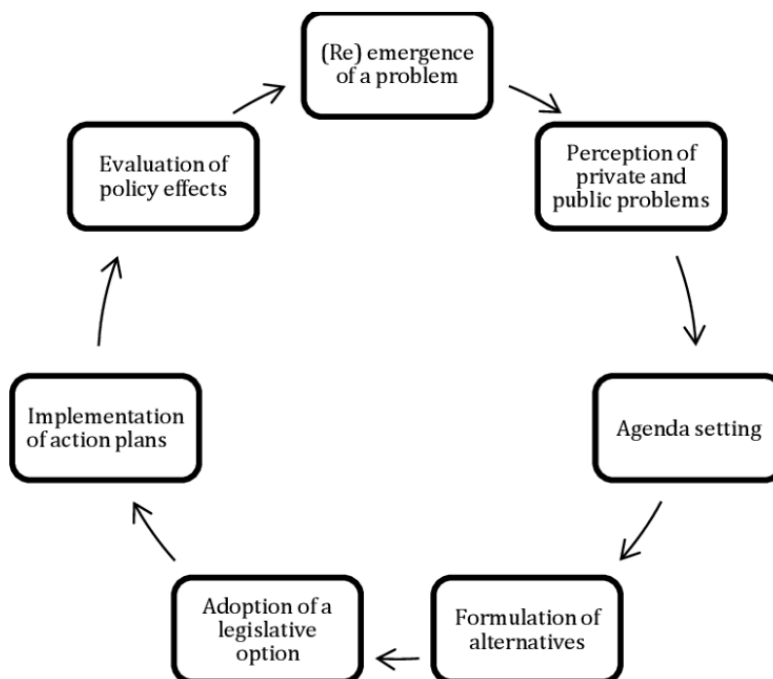 (Re) emergence
of a problem
Perception of
private and
public problems
Agenda setting
Formulation of
alternatives
Adoption of a
legislative
option
Implementation
of action plans
Evaluation of
policy effects